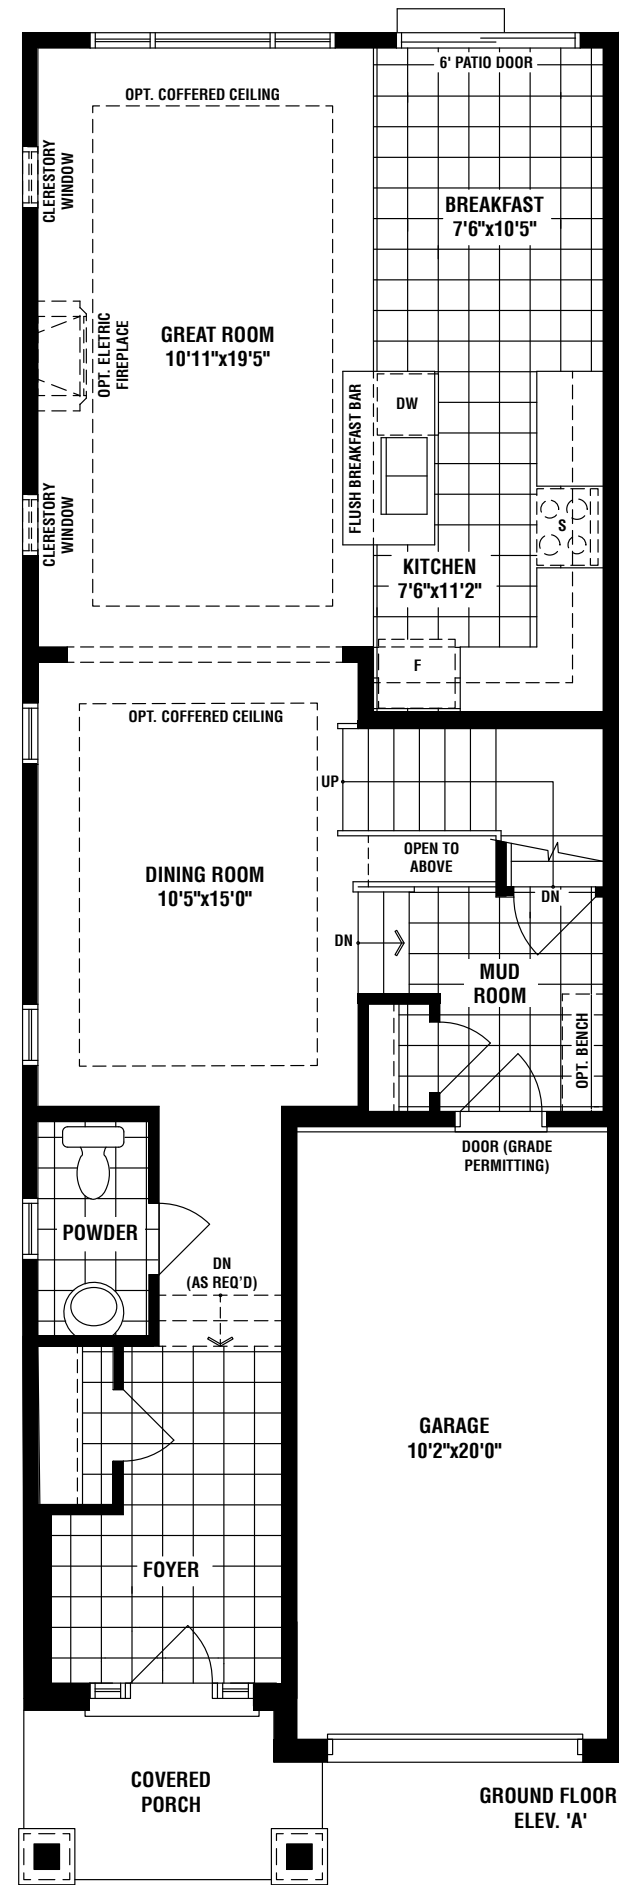 6' PATIO DOOR
OPT. COFFERED CEILING
CLERESTORY
WINDOW
BREAKFAST
7'6"x10'5"
GREAT ROOM
10'11"x19'5"
OPT. ELETRIC
FIREPLACE
FLUSH BREAKFAST BAR
DW
CLERESTORY
WINDOW
S
KITCHEN
7'6"x11'2"
F
OPT. COFFERED CEILING
UP
OPEN TO
ABOVE
DINING ROOM
10'5"x15'0"
DN
DN
MUD
ROOM
OPT. BENCH
DOOR (GRADE
PERMITTING)
POWDER
DN
(AS REQ'D)
GARAGE
10'2"x20'0"
FOYER
COVERED
PORCH
GROUND FLOOR
ELEV. 'A'